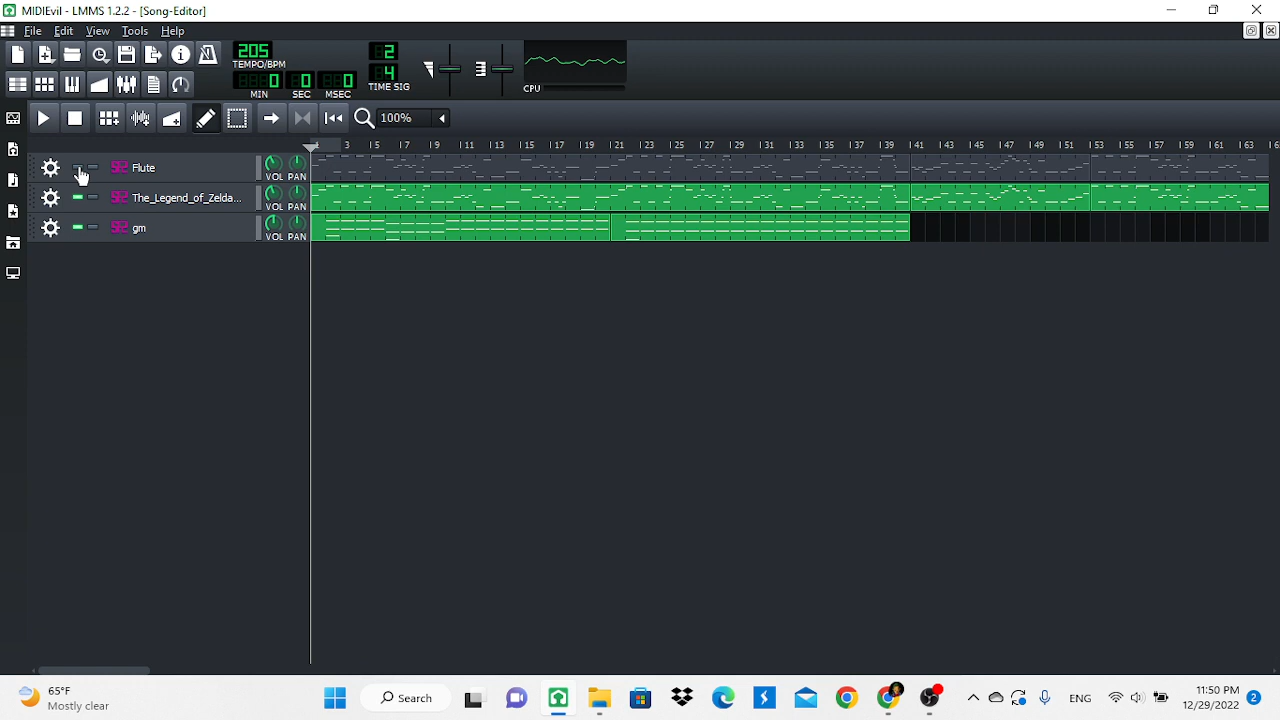 MIDIEvil - LMMS 1.2.2 - [Song-Editor]
File Edit View Tools Help
205
TEMPO/BPM
0 0 0
MIN SEC MSEC
2
4
TIME SIG
CPU
100%
3 5 7 9 11 13 15 17 19 21 23 25 27 29 31 33 35 37 39 41 43 45 47 49 51 53 55 57 59 61 63 6
Flute
VOL PAN
The_Legend_of_Zelda...
VOL PAN
gm
VOL PAN
65°F
Mostly clear
Search
ENG
11:50 PM
12/29/2022
2